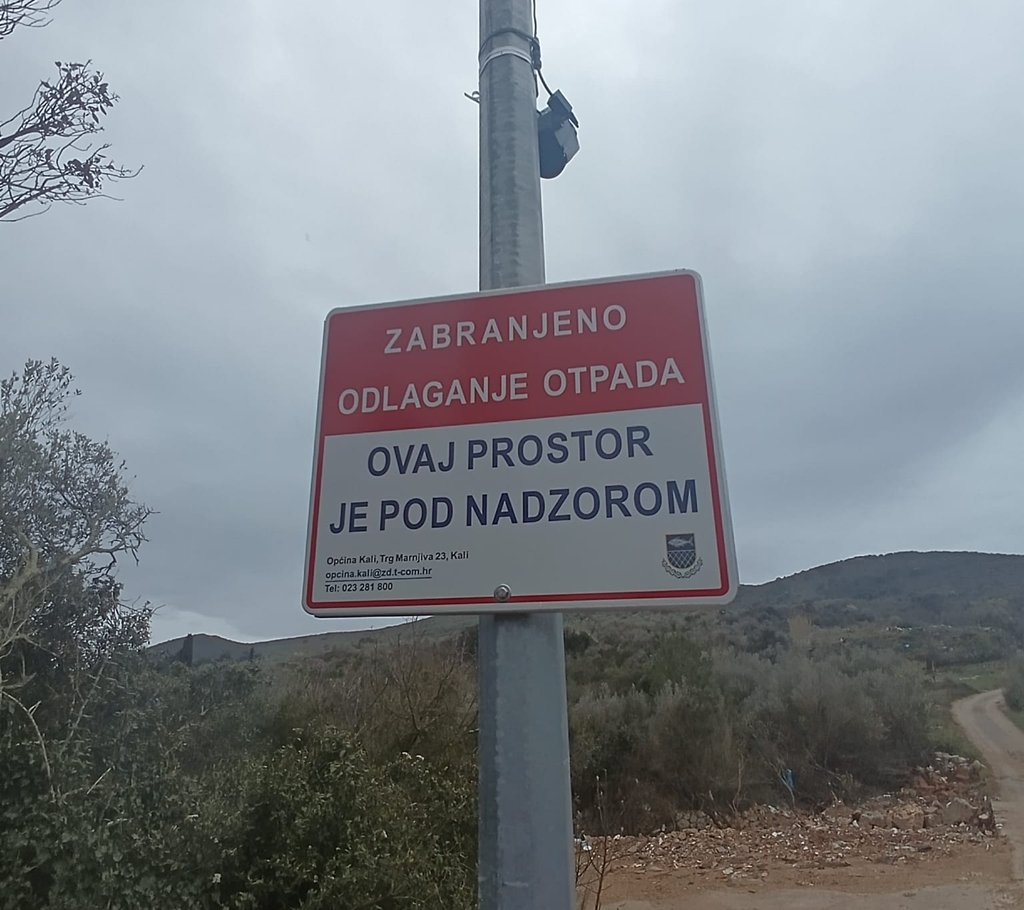 ZABRANJENO
ODLAGANJE OTPADA
OVAJ PROSTOR
JE POD NADZOROM
Općina Kali, Trg Marnjiva 23, Kali
opcina.kali@zd.t-com.hr
Tel: 023 281 800